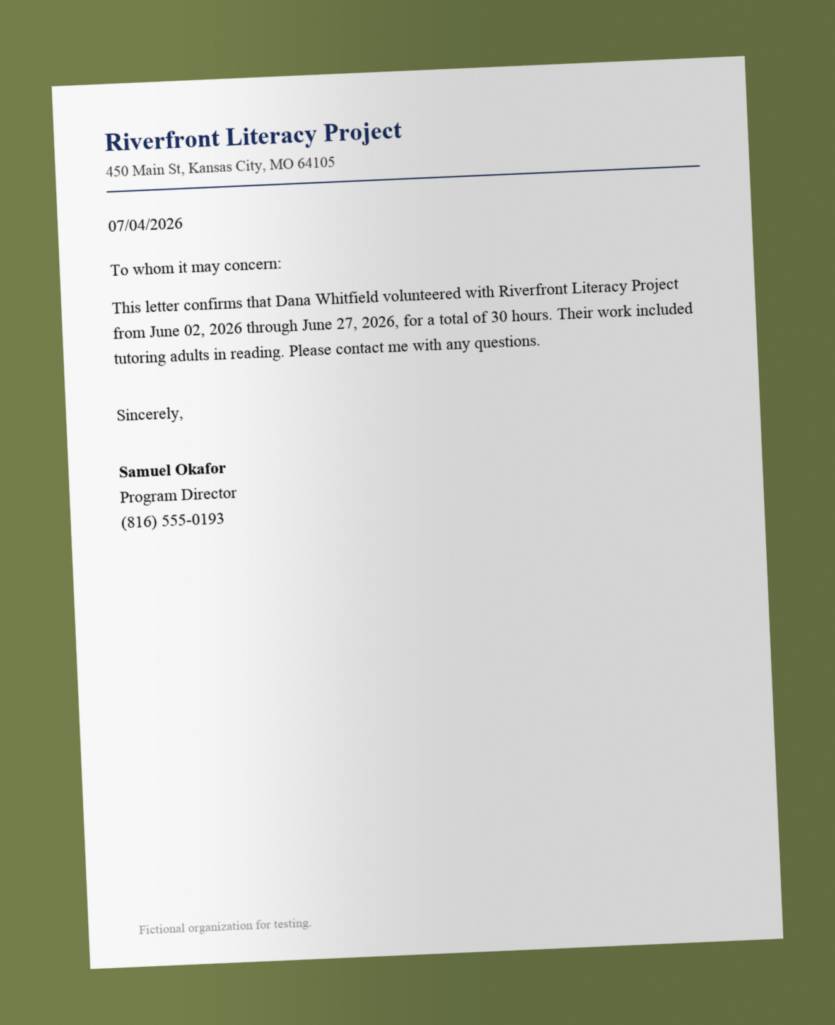 Riverfront Literacy Project
450 Main St, Kansas City, MO 64105
07/04/2026
To whom it may concern:
This letter confirms that Dana Whitfield volunteered with Riverfront Literacy Project
from June 02, 2026 through June 27, 2026, for a total of 30 hours. Their work included
tutoring adults in reading. Please contact me with any questions.
Sincerely,
Samuel Okafor
Program Director
(816) 555-0193
Fictional organization for testing.